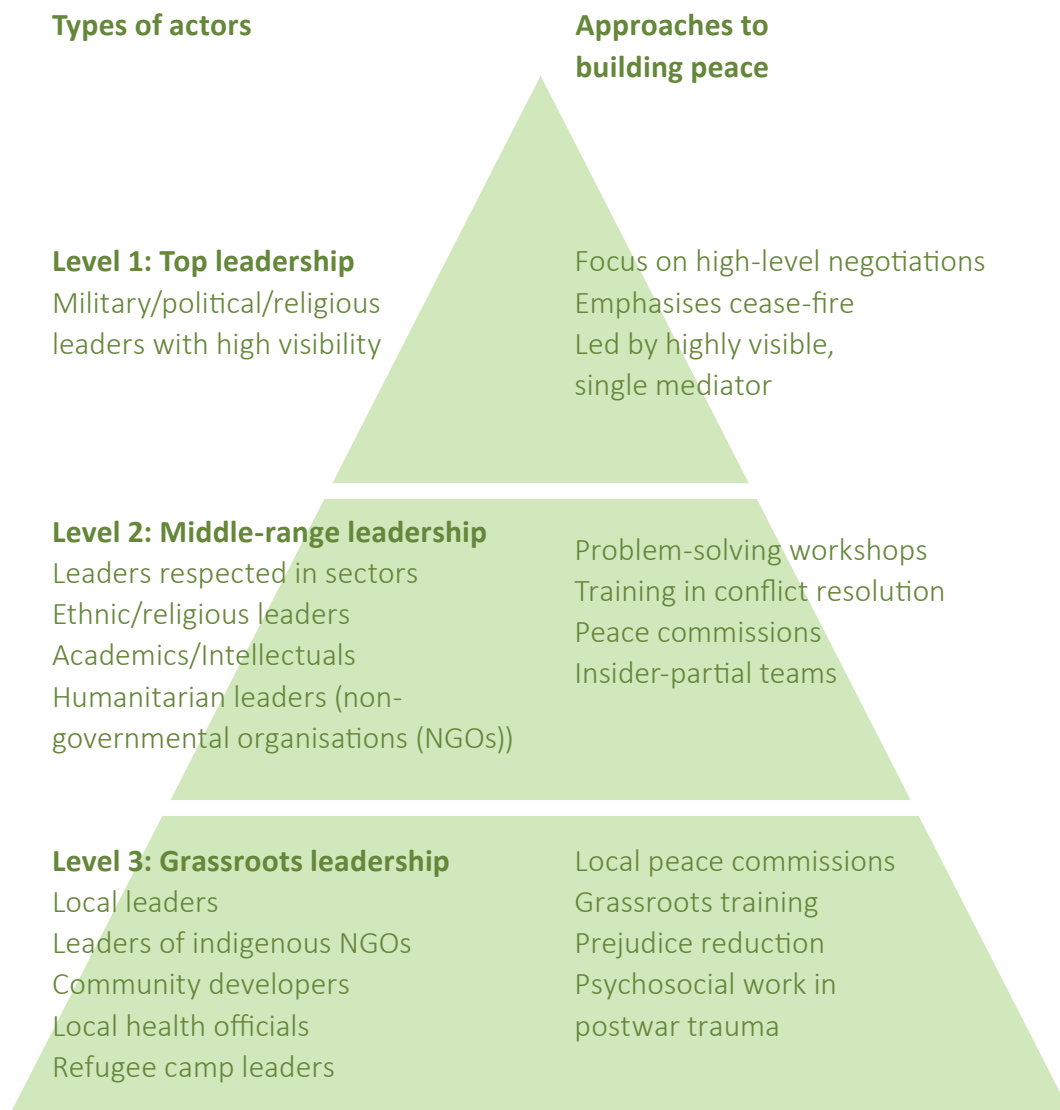 Types of actors
Approaches to
building peace
Level 1: Top leadership
Military/political/religious
leaders with high visibility
Focus on high-level negotiations
Emphasises cease-fire
Led by highly visible,
single mediator
Level 2: Middle-range leadership
Leaders respected in sectors
Ethnic/religious leaders
Academics/Intellectuals
Humanitarian leaders (non-
governmental organisations (NGOs))
Problem-solving workshops
Training in conflict resolution
Peace commissions
Insider-partial teams
Level 3: Grassroots leadership
Local leaders
Leaders of indigenous NGOs
Community developers
Local health officials
Refugee camp leaders
Local peace commissions
Grassroots training
Prejudice reduction
Psychosocial work in
postwar trauma